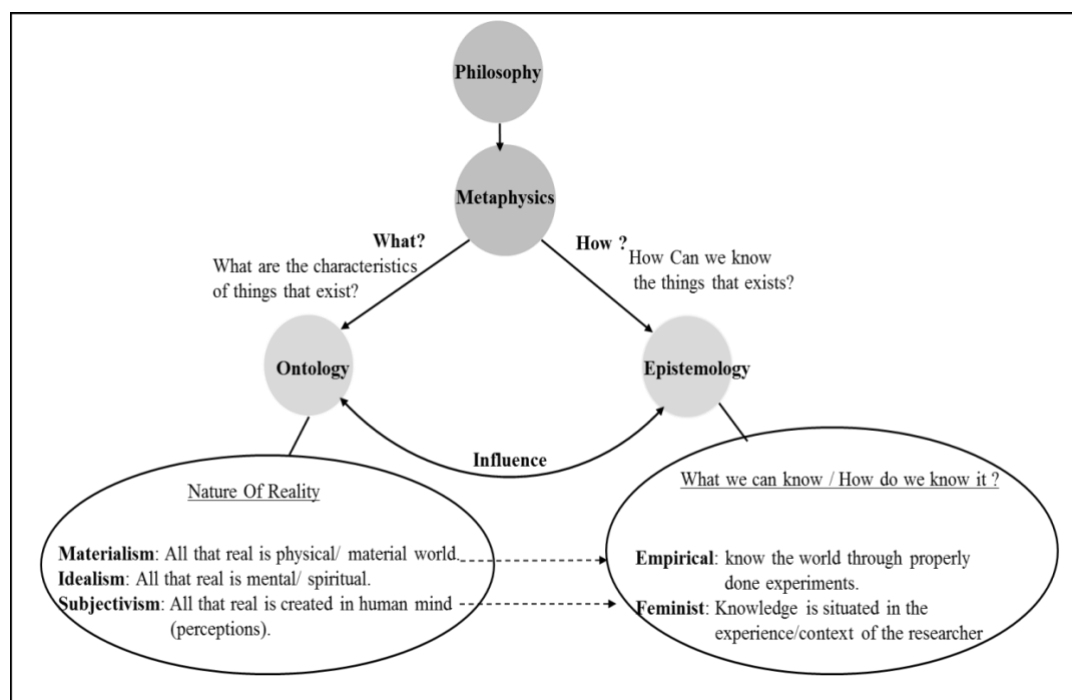 Philosophy
Metaphysics
What?
What are the characteristics
of things that exist?
How ?
How Can we know
the things that exists?
Ontology
Epistemology
Influence
Nature Of Reality
Materialism: All that real is physical/ material world.
Idealism: All that real is mental/ spiritual.
Subjectivism: All that real is created in human mind
(perceptions).
What we can know / How do we know it ?
Empirical: know the world through properly
done experiments.
Feminist: Knowledge is situated in the
experience/context of the researcher